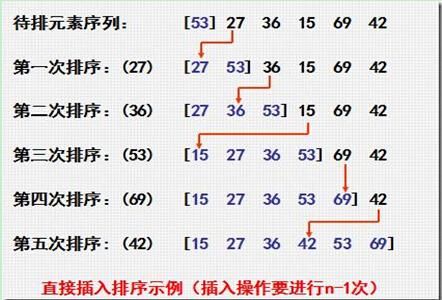 待排元素序列: [53] 27 36 15 69 42
第一次排序: (27) [27 53] 36 15 69 42
第二次排序: (36) [27 36 53] 15 69 42
第三次排序: (53) [15 27 36 53] 69 42
第四次排序: (69) [15 27 36 53 69] 42
第五次排序: (42) [15 27 36 42 53 69]
直接插入排序示例（插入操作要进行n-1次）